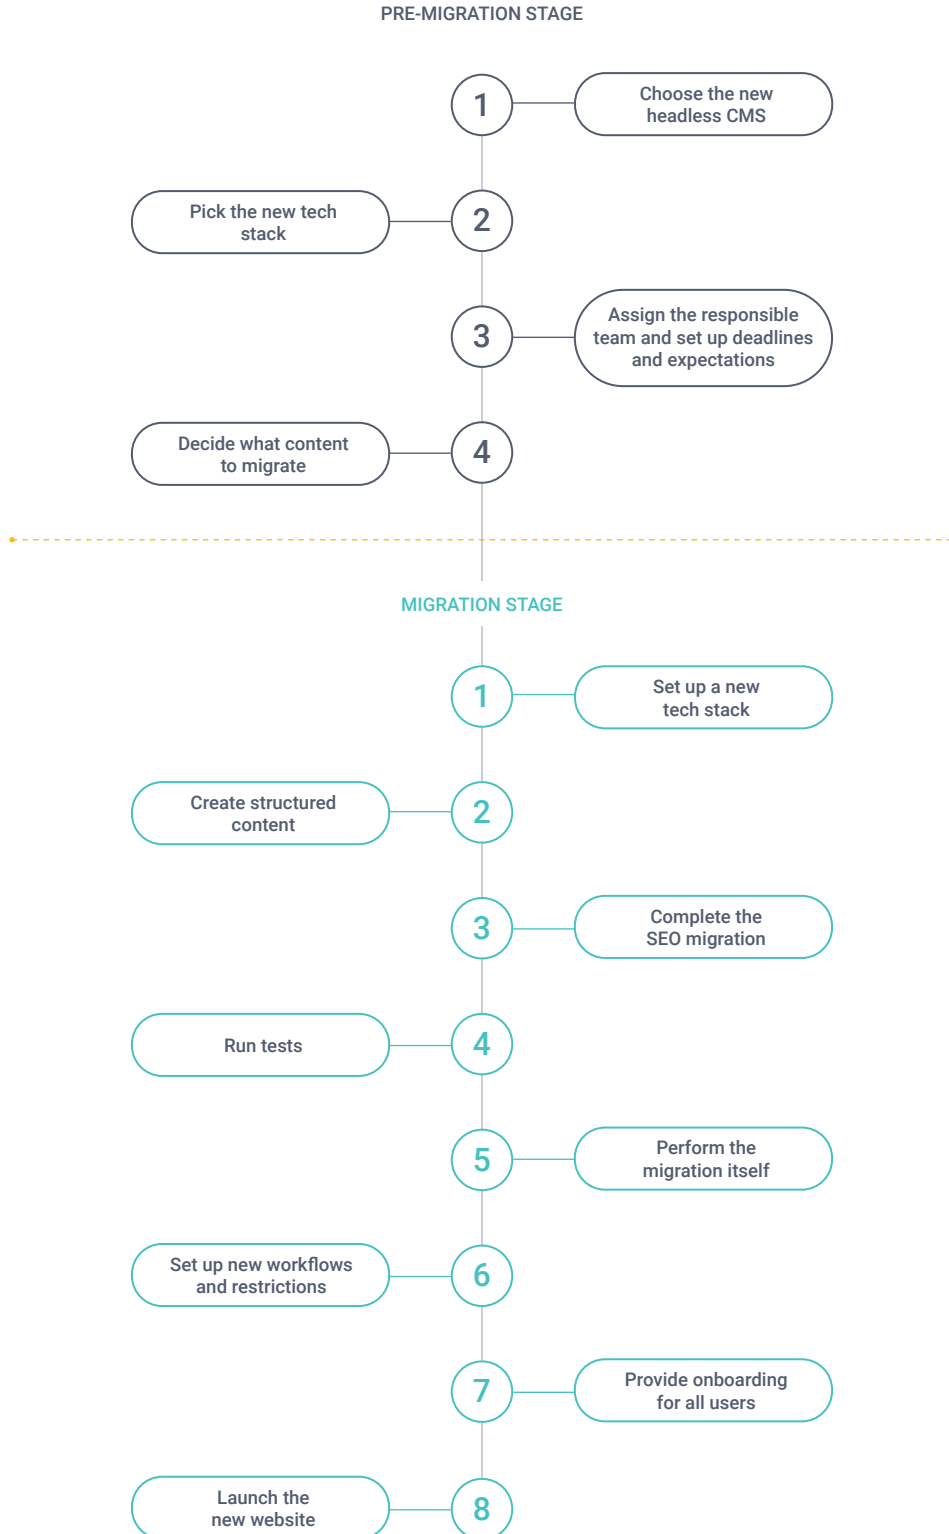 PRE-MIGRATION STAGE
1
Choose the new
headless CMS
Pick the new tech
stack
2
3
Assign the responsible
team and set up deadlines
and expectations
Decide what content
to migrate
4
MIGRATION STAGE
1
Set up a new
tech stack
Create structured
content
2
3
Complete the
SEO migration
Run tests
4
5
Perform the
migration itself
Set up new workflows
and restrictions
6
7
Provide onboarding
for all users
Launch the
new website
8